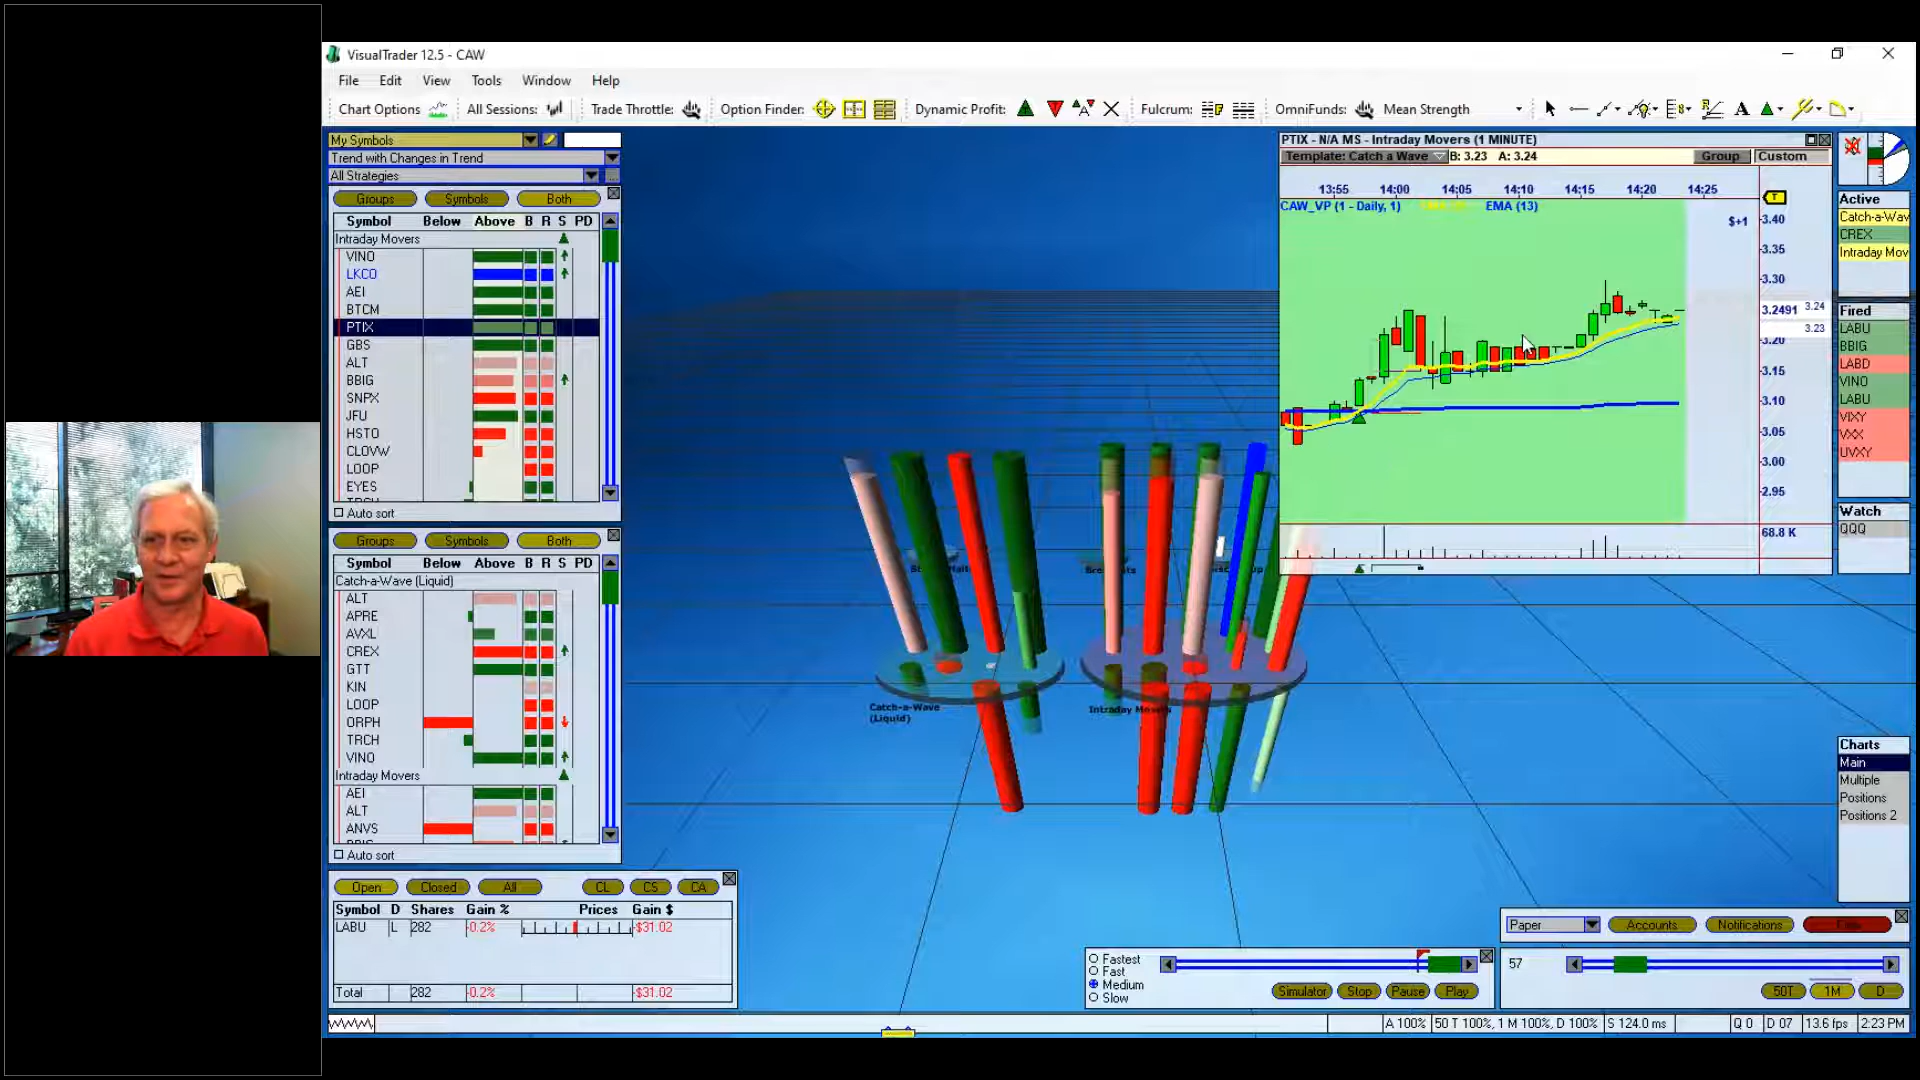 VisualTrader 12.5 - CAW
File Edit View Tools Window Help
Chart Options All Sessions: Trade Throttle: Option Finder: Dynamic Profit: Fulcrum: OmniFunds: Mean Strength
My Symbols
Trend with Changes in Trend
All Strategies
Groups Symbols Both
Symbol Below Above B R S PD
Intraday Movers
VINO
LKCO
AEI
BTCM
PTIX
GBS
ALT
BBIG
SNPX
JFU
HSTO
CLOVW
LOOP
EYES
Auto sort
Groups Symbols Both
Symbol Below Above B R S PD
Catch-a-Wave (Liquid)
ALT
APRE
AVXL
CREX
GTT
KIN
LOOP
ORPH
TRCH
VINO
Intraday Movers
AEI
ALT
ANVS
Auto sort
Open Closed All CL CS CA
Symbol D Shares Gain % Prices Gain $
LABU L 282 -0.2% -$31.02
Total 282 -0.2% -$31.02
Catch-a-Wave
(Liquid)
Intraday Movers
PTIX - N/A MS - Intraday Movers (1 MINUTE)
Template: Catch a Wave B: 3.23 A: 3.24 Group Custom
13:55 14:00 14:05 14:10 14:15 14:20 14:25
CAW_VP (1 - Daily, 1) EMA (13)
$+1
3.40
3.35
3.30
3.2491 3.24
3.23
3.20
3.15
3.10
3.05
3.00
2.95
68.8 K
Active
Catch-a-Wav
CREX
Intraday Mov
Fired
LABU
BBIG
LABD
VINO
LABU
VIXY
VXX
UVXY
Watch
QQQ
Charts
Main
Multiple
Positions
Positions 2
Paper Accounts Notifications
Fastest
Fast
Medium
Slow
Simulator Stop Pause Play
57
50T 1M D
A 100% 50 T 100%, 1 M 100%, D 100% S 124.0 ms Q 0 D 07 13.6 fps 2:23 PM